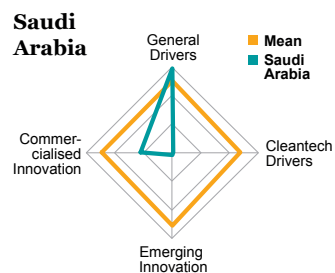 Saudi
Arabia
General
Drivers
Mean
Saudi
Arabia
Commer-
cialised
Innovation
Cleantech
Drivers
Emerging
Innovation